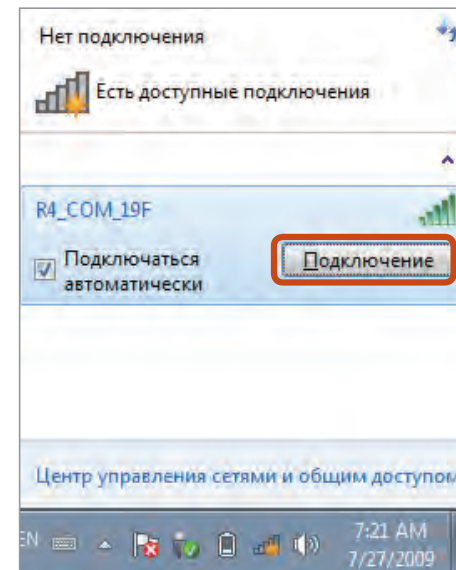 Нет подключения
Есть доступные подключения
R4_COM_19F
Подключаться
автоматически
Подключение
Центр управления сетями и общим доступом
EN
7:21 AM
7/27/2009